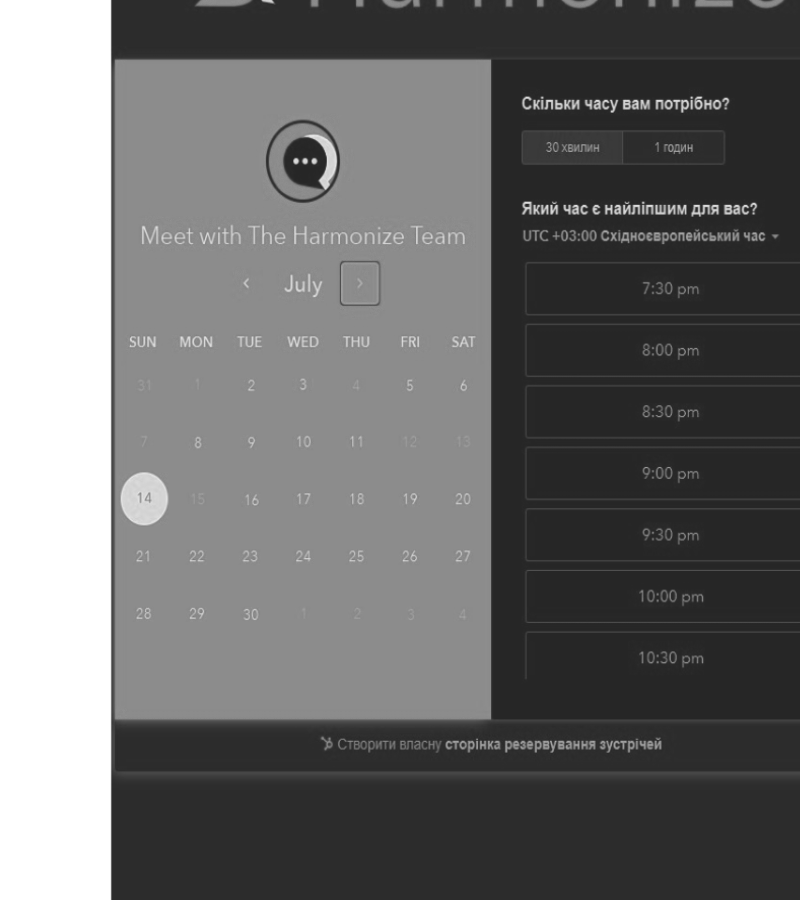 Harmonize
Meet with The Harmonize Team
July
SUN MON TUE WED THU FRI SAT
31 1 2 3 4 5 6
7 8 9 10 11 12 13
14 15 16 17 18 19 20
21 22 23 24 25 26 27
28 29 30 1 2 3 4
Скільки часу вам потрібно?
30 хвилин 1 годин
Який час є найліпшим для вас?
UTC +03:00 Східноєвропейський час
7:30 pm
8:00 pm
8:30 pm
9:00 pm
9:30 pm
10:00 pm
10:30 pm
Створити власну сторінка резервування зустрічей